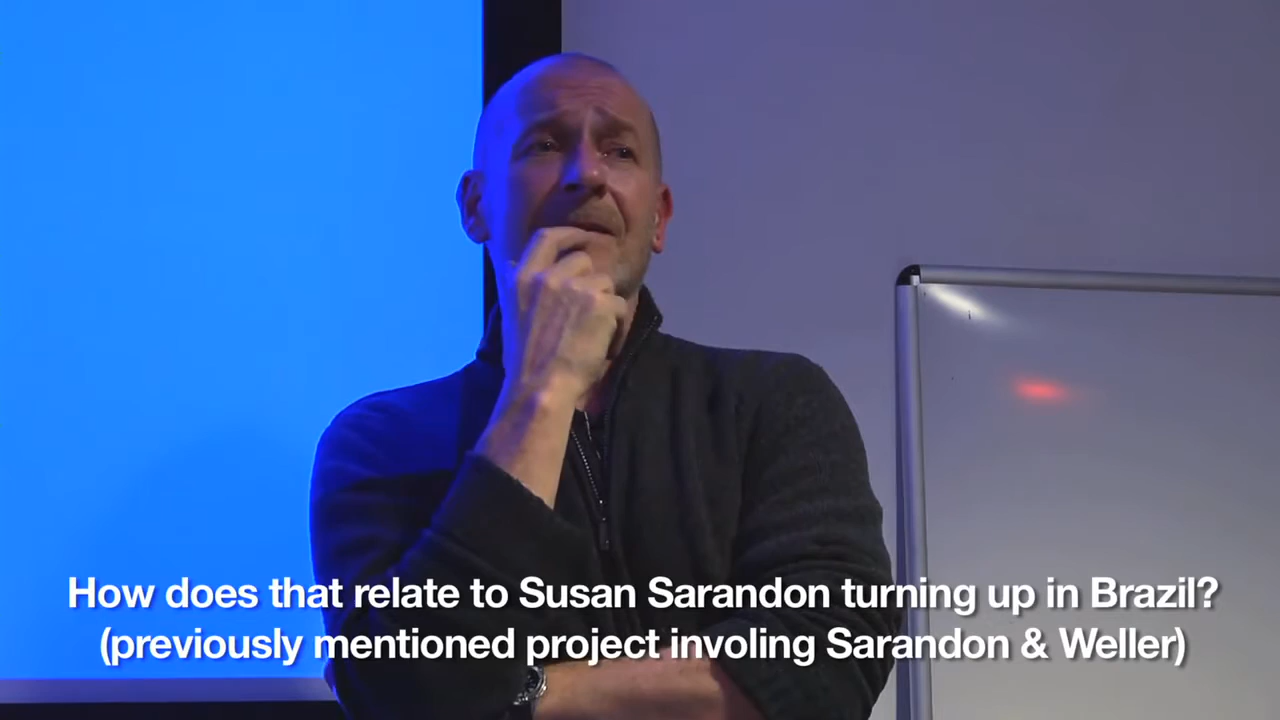 How does that relate to Susan Sarandon turning up in Brazil?
(previously mentioned project involing Sarandon & Weller)